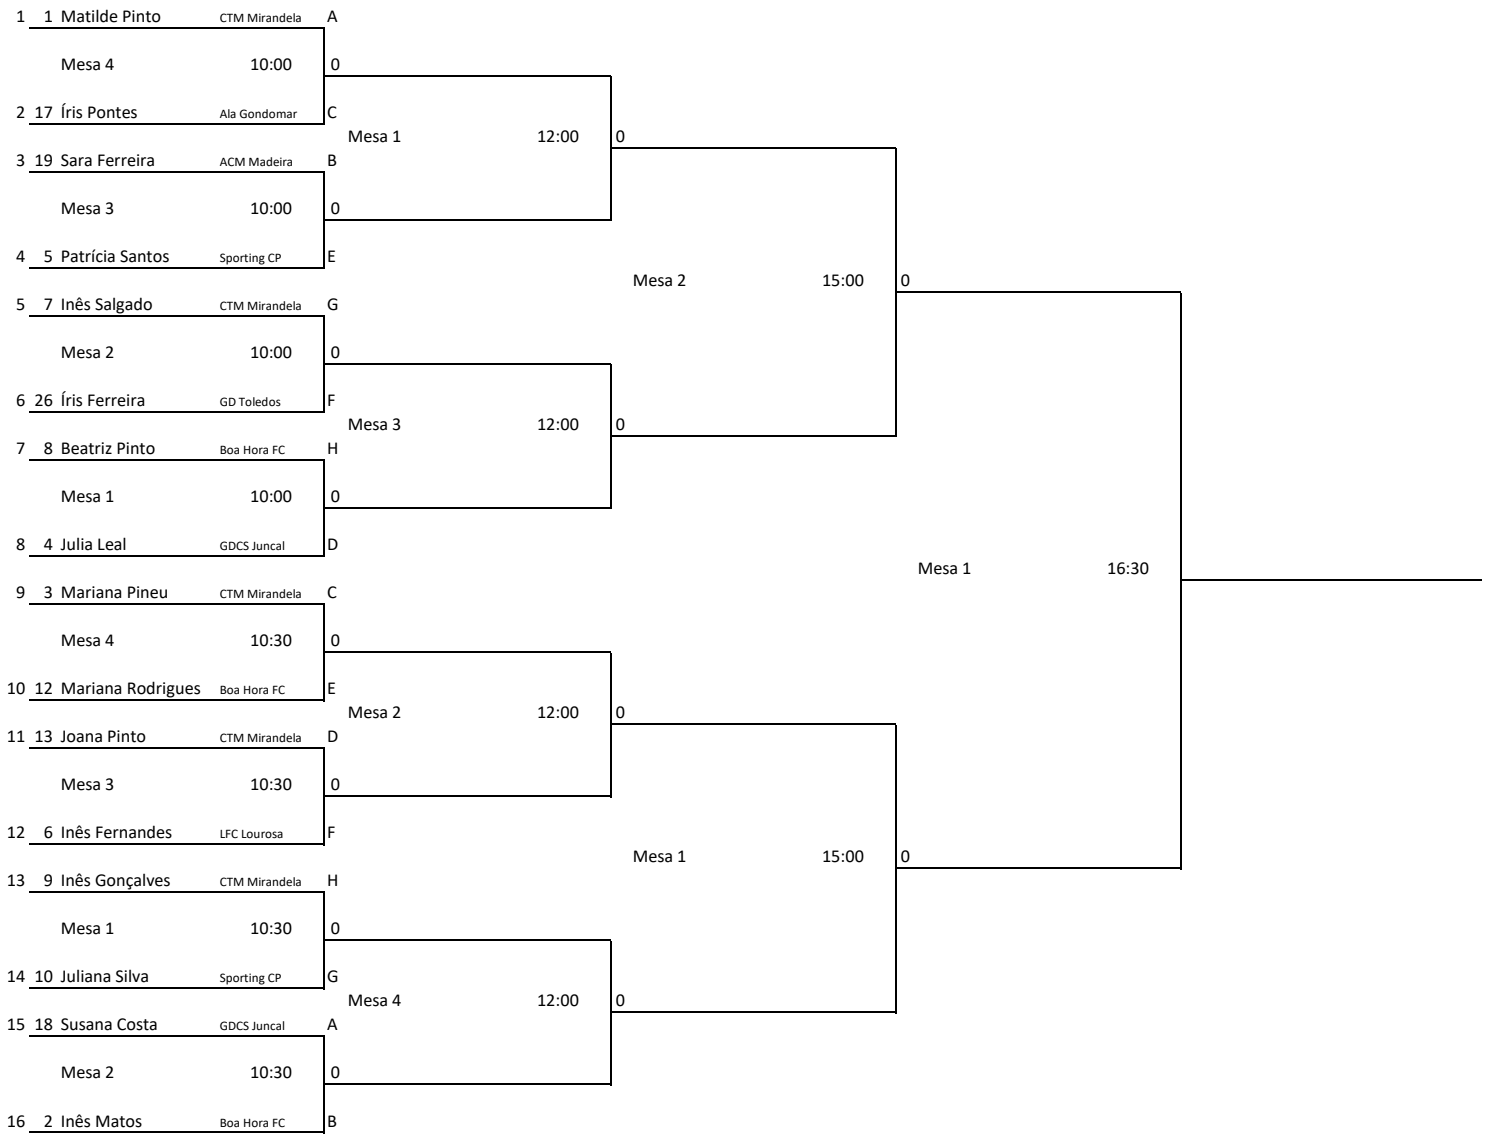 1 1 Matilde Pinto CTM Mirandela A
Mesa 4 10:00 0
2 17 Íris Pontes Ala Gondomar C
Mesa 1 12:00 0
3 19 Sara Ferreira ACM Madeira B
Mesa 3 10:00 0
4 5 Patrícia Santos Sporting CP E
Mesa 2 15:00 0
5 7 Inês Salgado CTM Mirandela G
Mesa 2 10:00 0
6 26 Íris Ferreira GD Toledos F
Mesa 3 12:00 0
7 8 Beatriz Pinto Boa Hora FC H
Mesa 1 10:00 0
8 4 Julia Leal GDCS Juncal D
Mesa 1 16:30
9 3 Mariana Pineu CTM Mirandela C
Mesa 4 10:30 0
10 12 Mariana Rodrigues Boa Hora FC E
Mesa 2 12:00 0
11 13 Joana Pinto CTM Mirandela D
Mesa 3 10:30 0
12 6 Inês Fernandes LFC Lourosa F
Mesa 1 15:00 0
13 9 Inês Gonçalves CTM Mirandela H
Mesa 1 10:30 0
14 10 Juliana Silva Sporting CP G
Mesa 4 12:00 0
15 18 Susana Costa GDCS Juncal A
Mesa 2 10:30 0
16 2 Inês Matos Boa Hora FC B